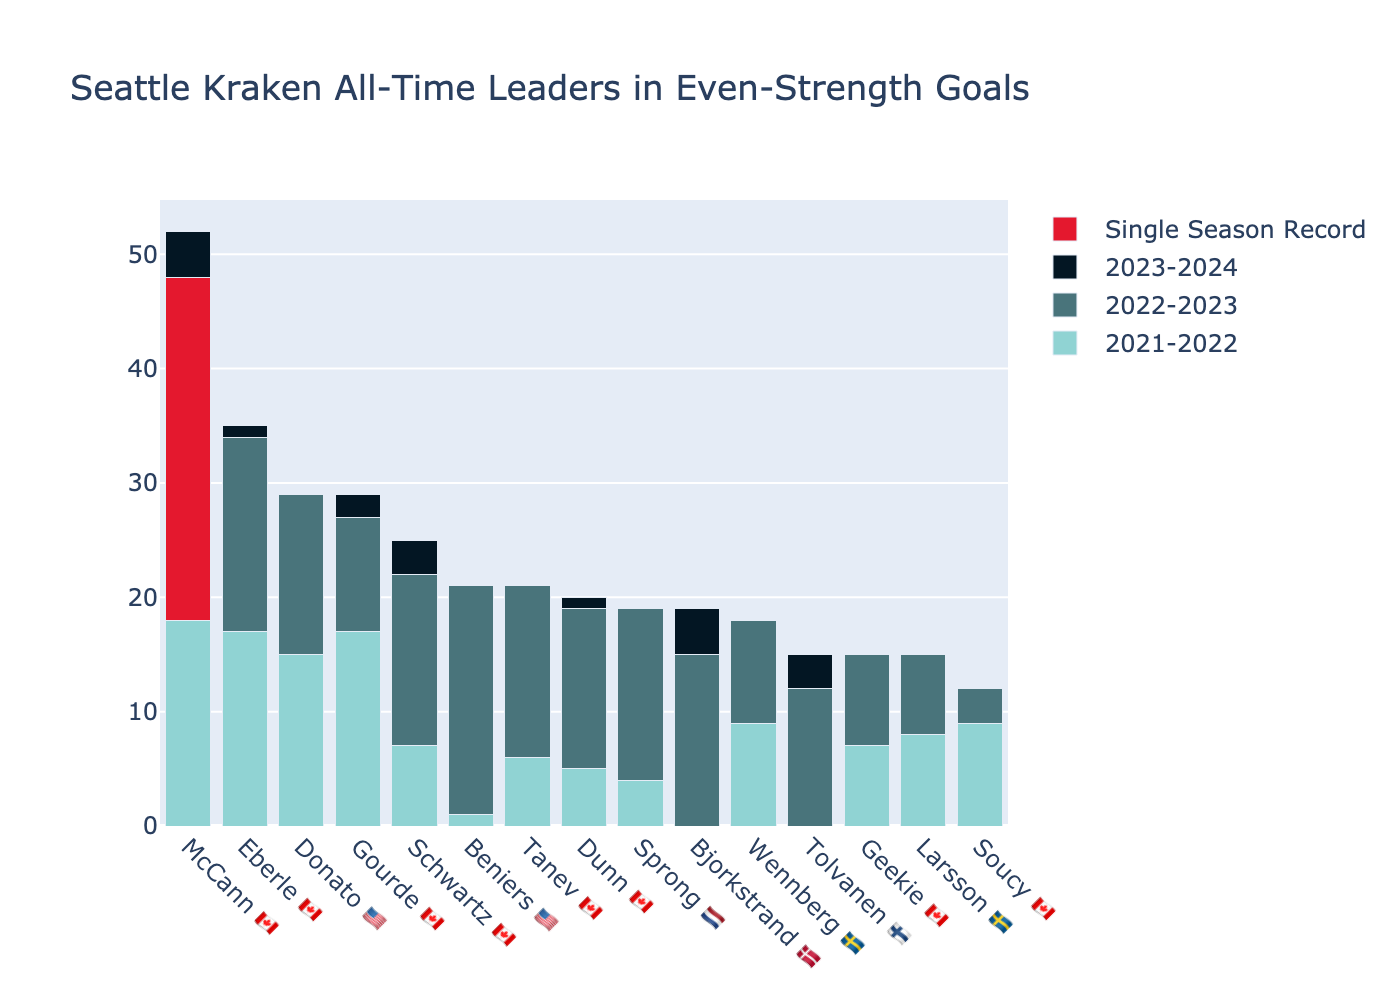 Seattle Kraken All-Time Leaders in Even-Strength Goals
Single Season Record
2023-2024
2022-2023
2021-2022
50
40
30
20
10
0
McCann 🇨🇦
Eberle 🇨🇦
Donato 🇺🇸
Gourde 🇨🇦
Schwartz 🇨🇦
Beniers 🇺🇸
Tanev 🇨🇦
Dunn 🇨🇦
Sprong 🇳🇱
Bjorkstrand 🇩🇰
Wennberg 🇸🇪
Tolvanen 🇫🇮
Geekie 🇨🇦
Larsson 🇸🇪
Soucy 🇨🇦